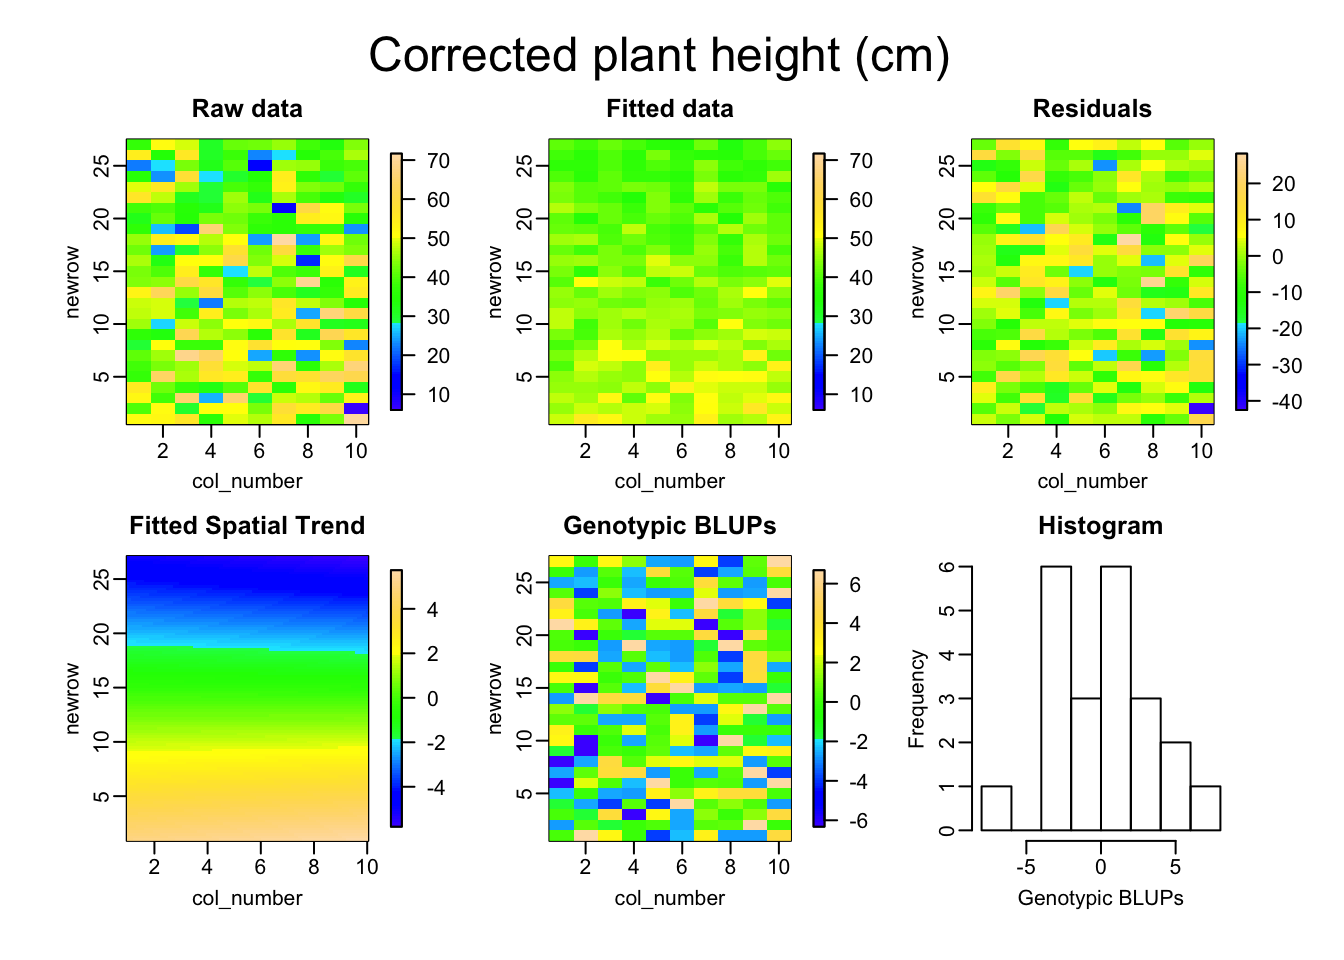 Corrected plant height (cm)
Raw data
Fitted data
Residuals
newrow
5 10 15 20 25
2 4 6 8 10
col_number
70
60
50
40
30
20
10
newrow
5 10 15 20 25
2 4 6 8 10
col_number
70
60
50
40
30
20
10
newrow
5 10 15 20 25
2 4 6 8 10
col_number
20
10
0
-10
-20
-30
-40
Fitted Spatial Trend
Genotypic BLUPs
Histogram
newrow
5 10 15 20 25
2 4 6 8 10
col_number
4
2
0
-2
-4
newrow
5 10 15 20 25
2 4 6 8 10
col_number
6
4
2
0
-2
-4
-6
Frequency
0 1 2 3 4 5 6
-5 0 5
Genotypic BLUPs